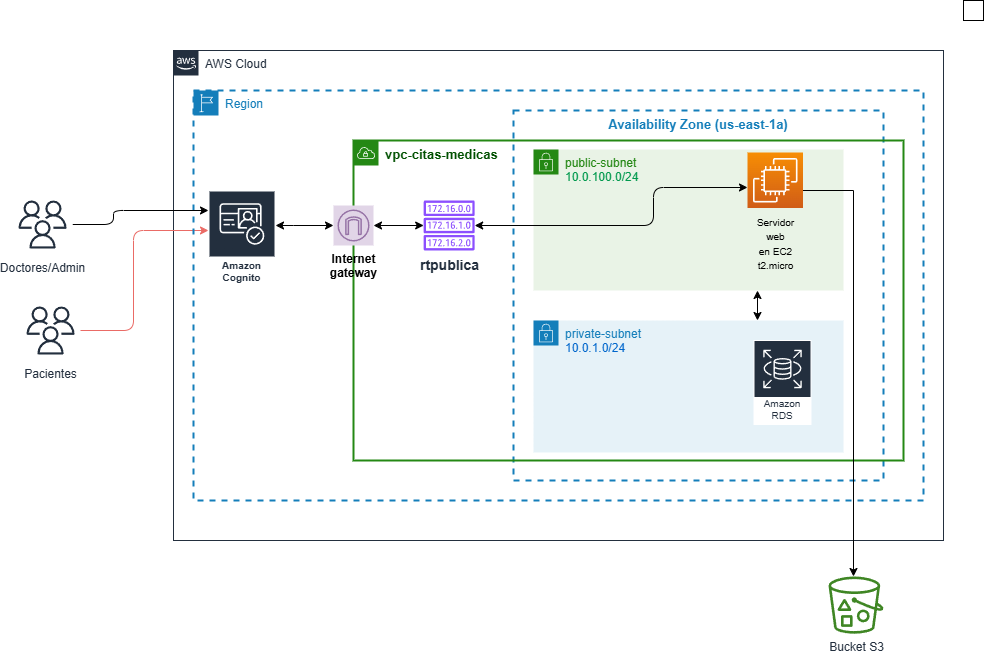 aws
AWS Cloud
Region
Availability Zone (us-east-1a)
vpc-citas-medicas
public-subnet
10.0.100.0/24
Servidor
web
en EC2
t2.micro
172.16.0.0
172.16.1.0
172.16.2.0
rtpublica
Internet
gateway
Amazon
Cognito
Doctores/Admin
Pacientes
private-subnet
10.0.1.0/24
Amazon
RDS
Bucket S3